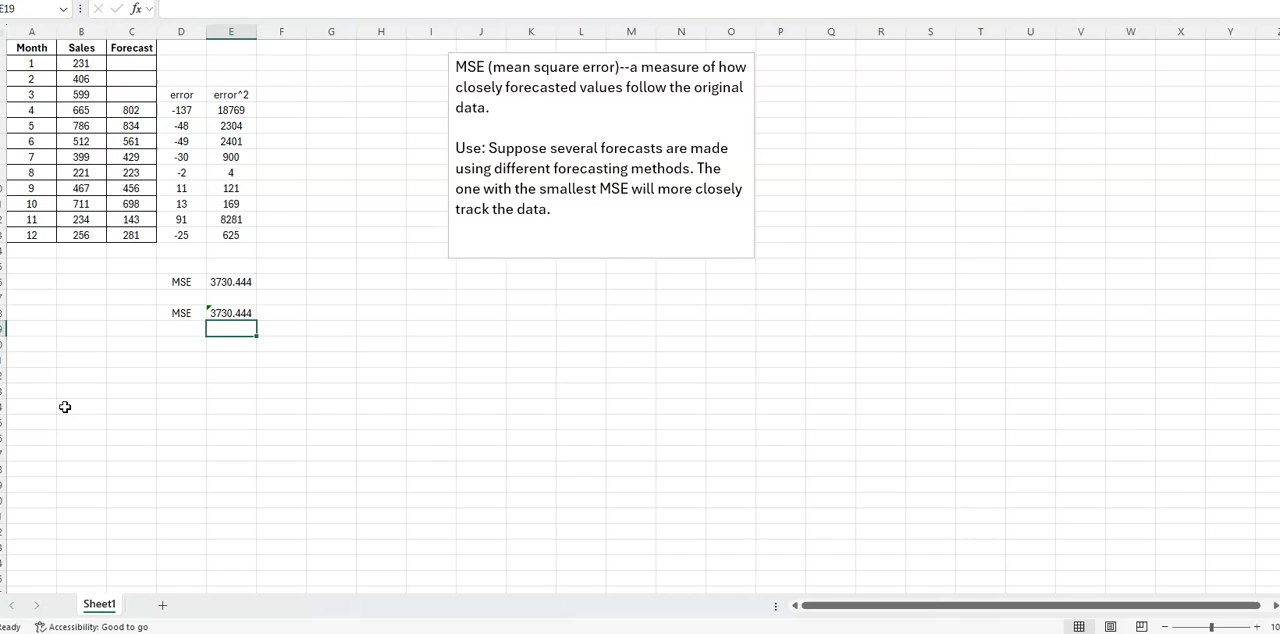 E19
fx
A B C D E F G H I J K L M N O P Q R S T U V W X Y Z
Month Sales Forecast
1 231
2 406
3 599 error error^2
4 665 802 -137 18769
5 786 834 -48 2304
6 512 561 -49 2401
7 399 429 -30 900
8 221 223 -2 4
9 467 456 11 121
10 711 698 13 169
11 234 143 91 8281
12 256 281 -25 625
MSE 3730.444
MSE 3730.444
MSE (mean square error)--a measure of how
closely forecasted values follow the original
data.
Use: Suppose several forecasts are made
using different forecasting methods. The
one with the smallest MSE will more closely
track the data.
Sheet1
eady Accessibility: Good to go
10